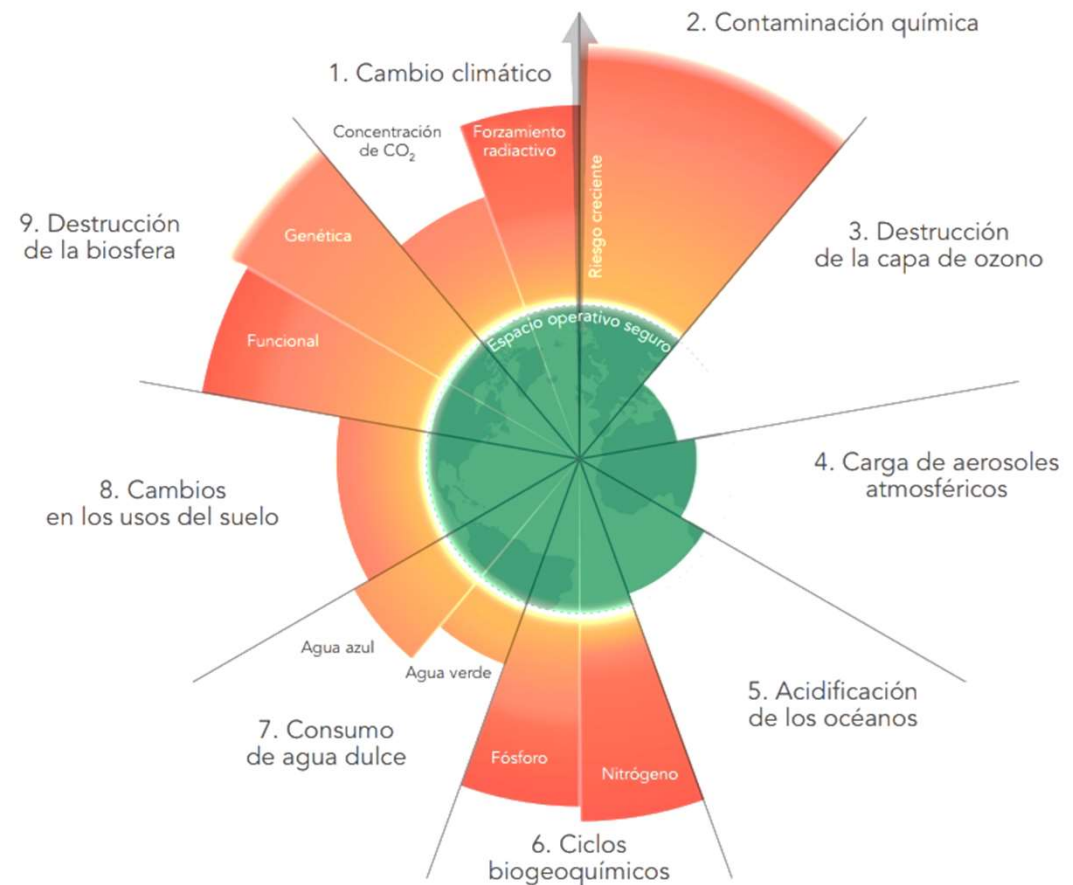 2. Contaminación química
1. Cambio climático
Concentración
de CO₂
Forzamiento
radiactivo
Riesgo creciente
9. Destrucción
de la biosfera
Genética
3. Destrucción
de la capa de ozono
Espacio operativo seguro
Funcional
4. Carga de aerosoles
atmosféricos
8. Cambios
en los usos del suelo
Agua azul
Agua verde
5. Acidificación
de los océanos
7. Consumo
de agua dulce
Fósforo
Nitrógeno
6. Ciclos
biogeoquímicos